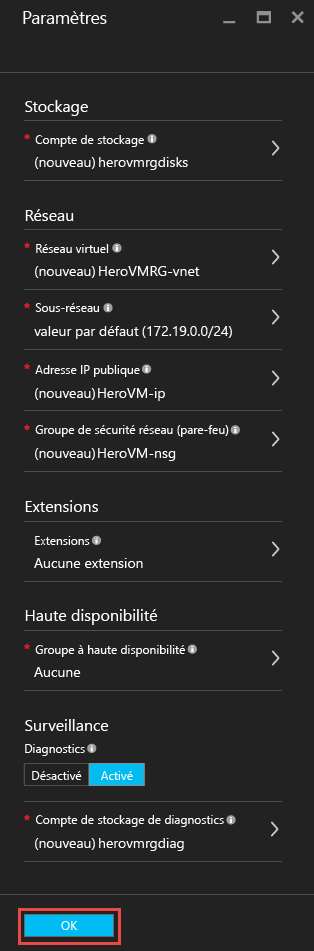 Paramètres
Stockage
* Compte de stockage
(nouveau) herovmrgdisks
Réseau
* Réseau virtuel
(nouveau) HeroVMRG-vnet
* Sous-réseau
valeur par défaut (172.19.0.0/24)
* Adresse IP publique
(nouveau) HeroVM-ip
* Groupe de sécurité réseau (pare-feu)
(nouveau) HeroVM-nsg
Extensions
Extensions
Aucune extension
Haute disponibilité
* Groupe à haute disponibilité
Aucune
Surveillance
Diagnostics
Désactivé Activé
* Compte de stockage de diagnostics
(nouveau) herovmrgdiag
OK